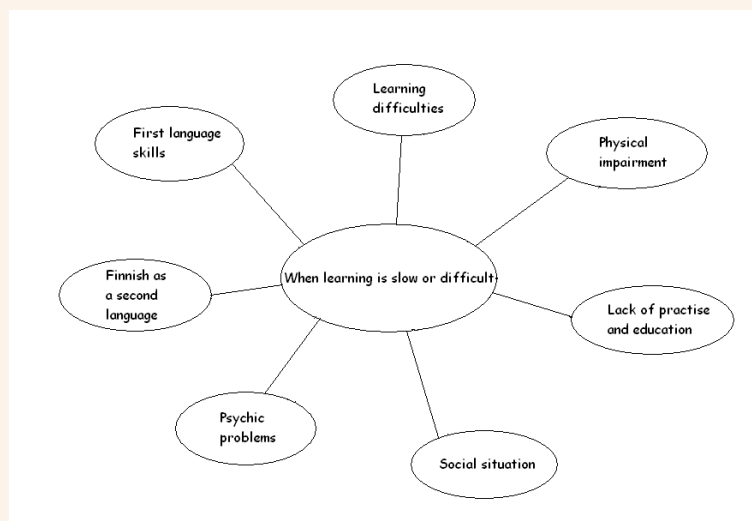 Learning
difficulties
First language
skills
Physical
impairment
When learning is slow or difficult
Finnish as
a second
language
Lack of practise
and education
Psychic
problems
Social situation